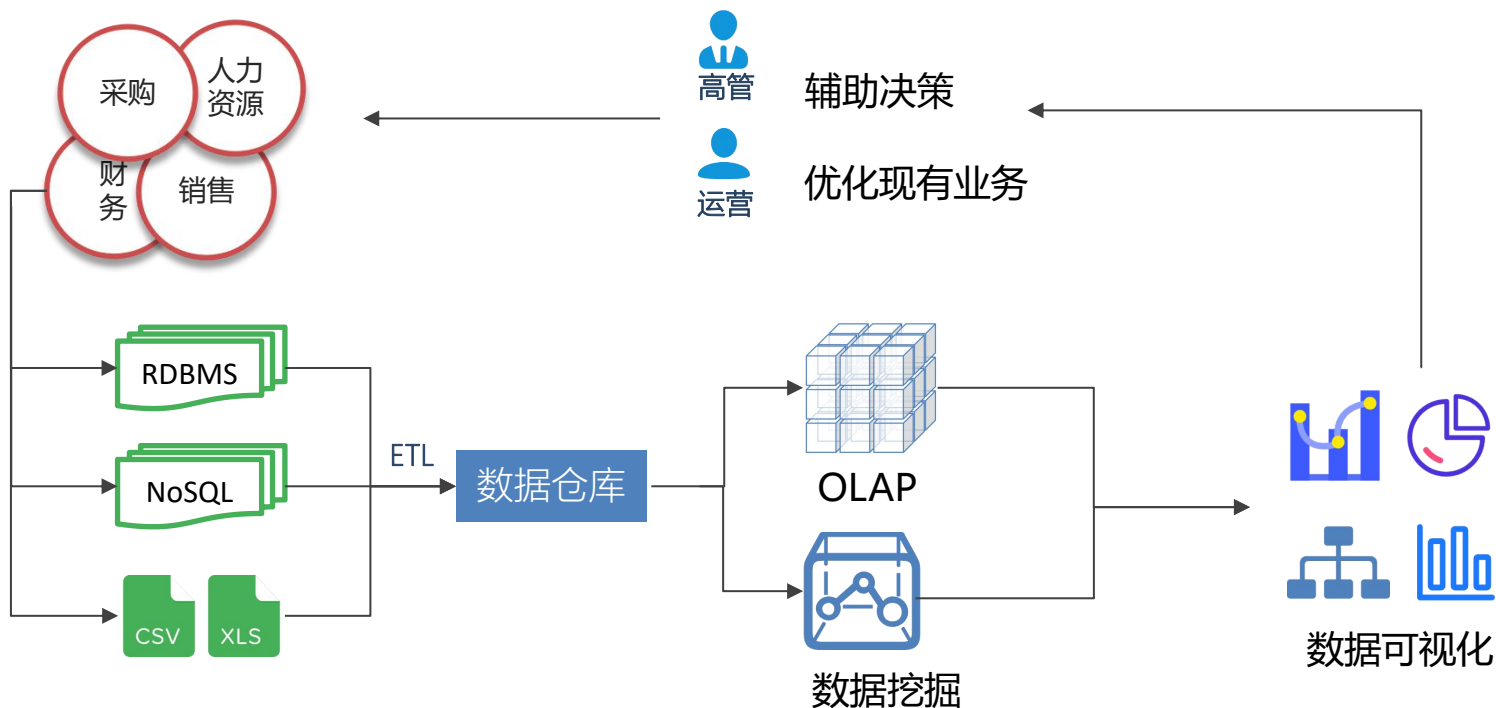 采购
人力
资源
财
务
销售
高管
辅助决策
运营
优化现有业务
RDBMS
NoSQL
CSV
XLS
ETL
数据仓库
OLAP
数据挖掘
数据可视化